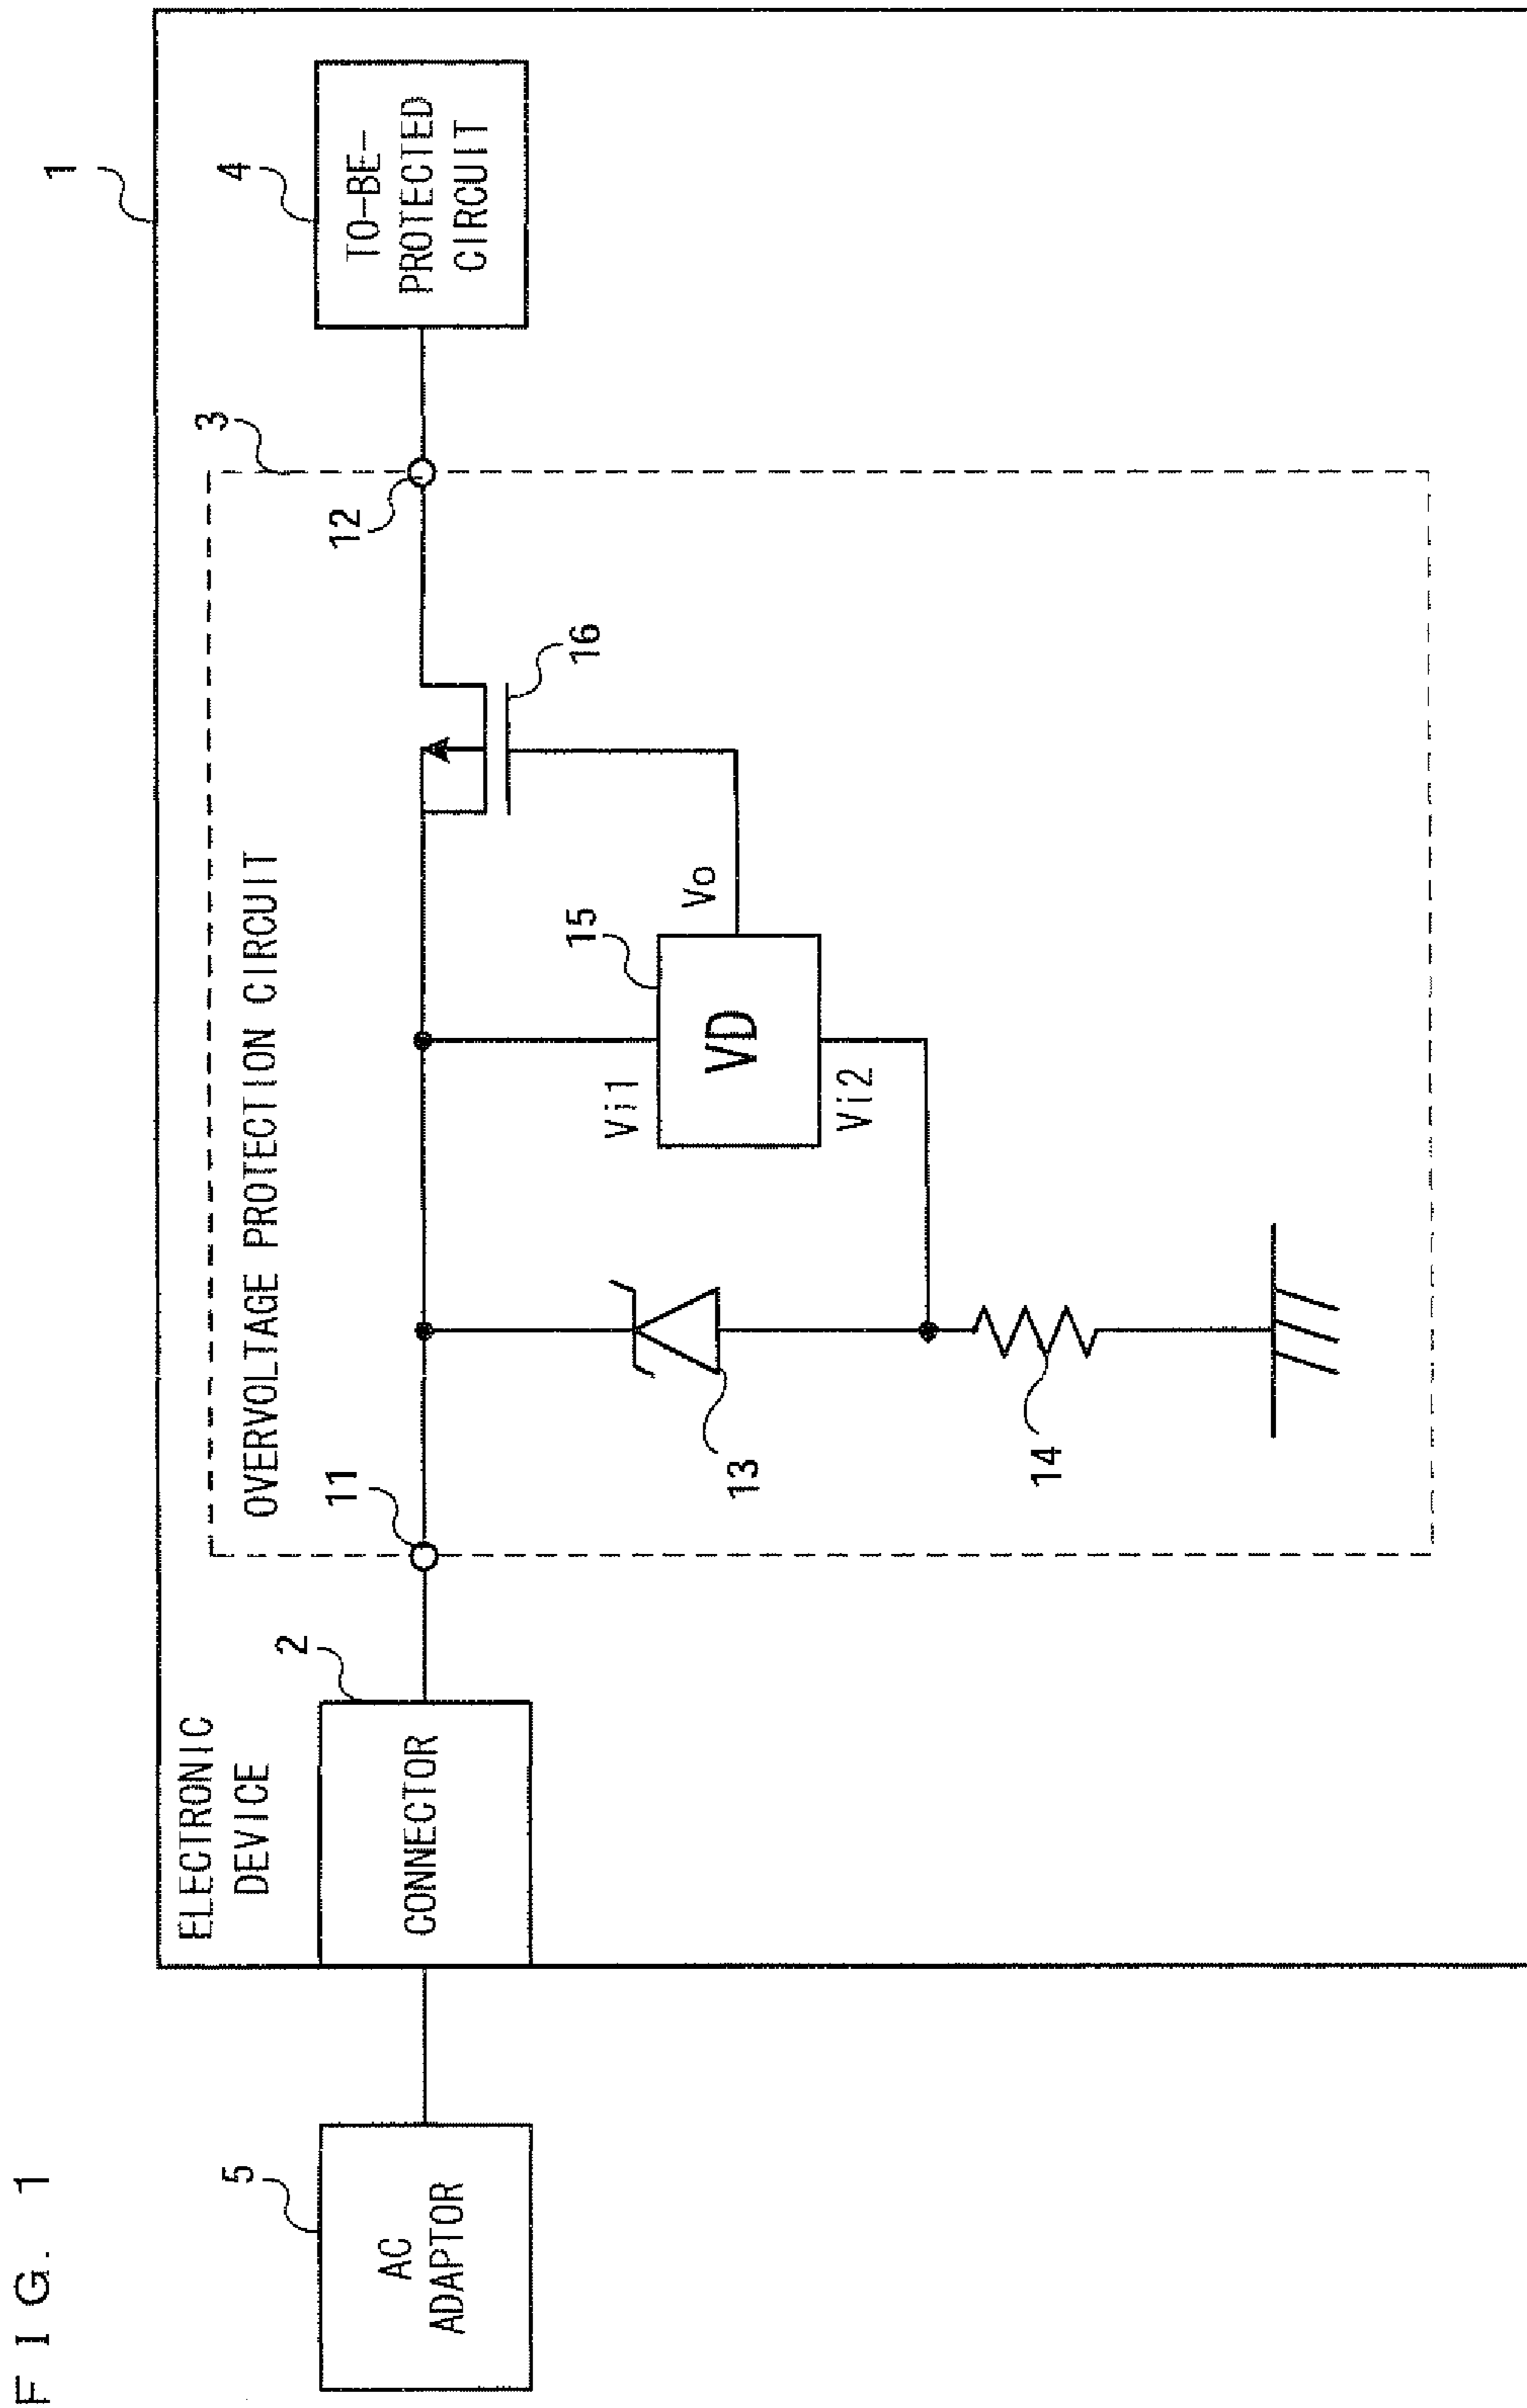 FIG. 1
1
ELECTRONIC
DEVICE
5
AC
ADAPTOR
2
CONNECTOR
3
OVERVOLTAGE PROTECTION CIRCUIT
11
12
4
TO-BE-
PROTECTED
CIRCUIT
13
14
15
VD
Vi1
Vi2
Vo
16